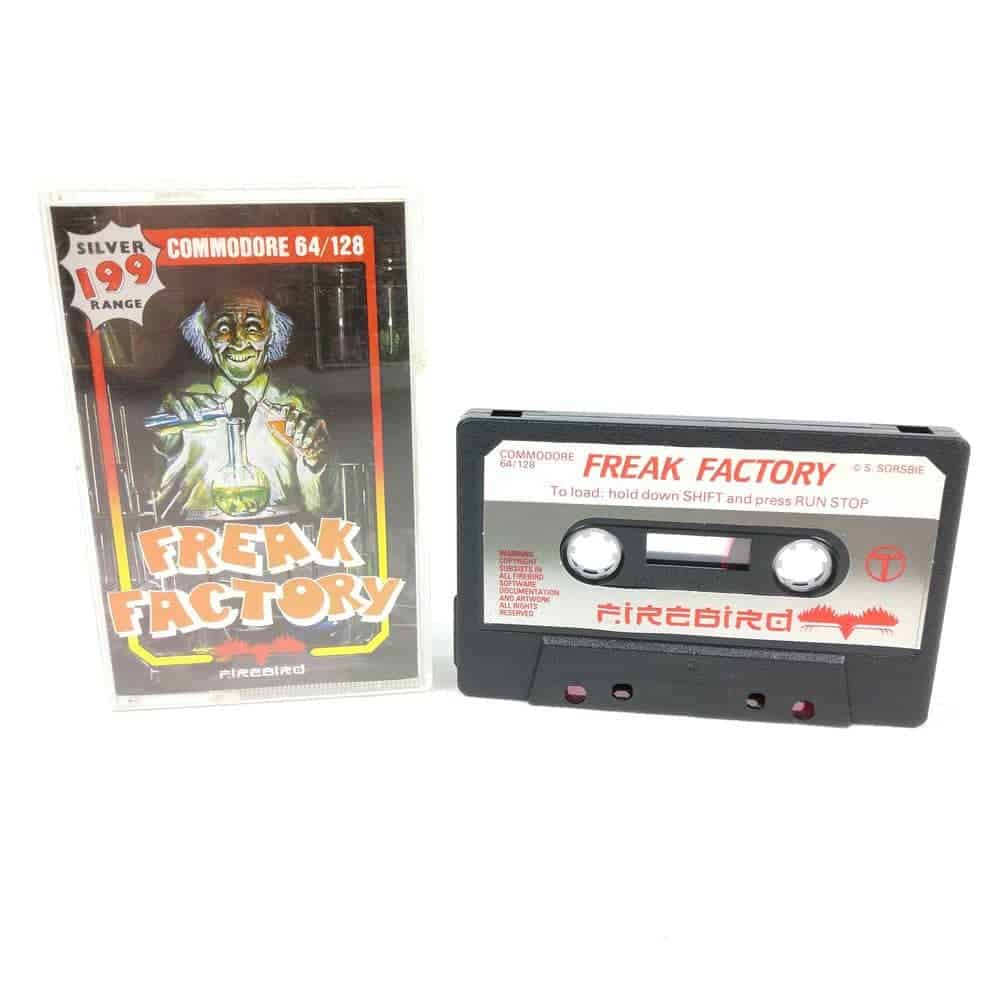 SILVER
199
RANGE
COMMODORE 64/128
FREAK
FACTORY
FIREBIRD
COMMODORE
64/128
FREAK FACTORY
© S. SORSBIE
To load: hold down SHIFT and press RUN STOP
WARNING
COPYRIGHT
SUBSISTS IN
ALL FIREBIRD
SOFTWARE
DOCUMENTATION
AND ARTWORK
ALL RIGHTS
RESERVED
FIREBIRD